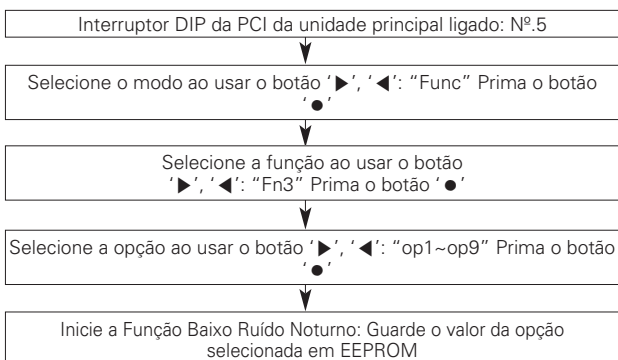 Interruptor DIP da PCI da unidade principal ligado: Nº.5
Selecione o modo ao usar o botão ‘▶’, ‘◀’: “Func” Prima o botão
‘●’
Selecione a função ao usar o botão
‘▶’, ‘◀’: “Fn3” Prima o botão ‘●’
Selecione a opção ao usar o botão ‘▶’, ‘◀’: “op1~op9” Prima o botão
‘●’
Inicie a Função Baixo Ruído Noturno: Guarde o valor da opção
selecionada em EEPROM